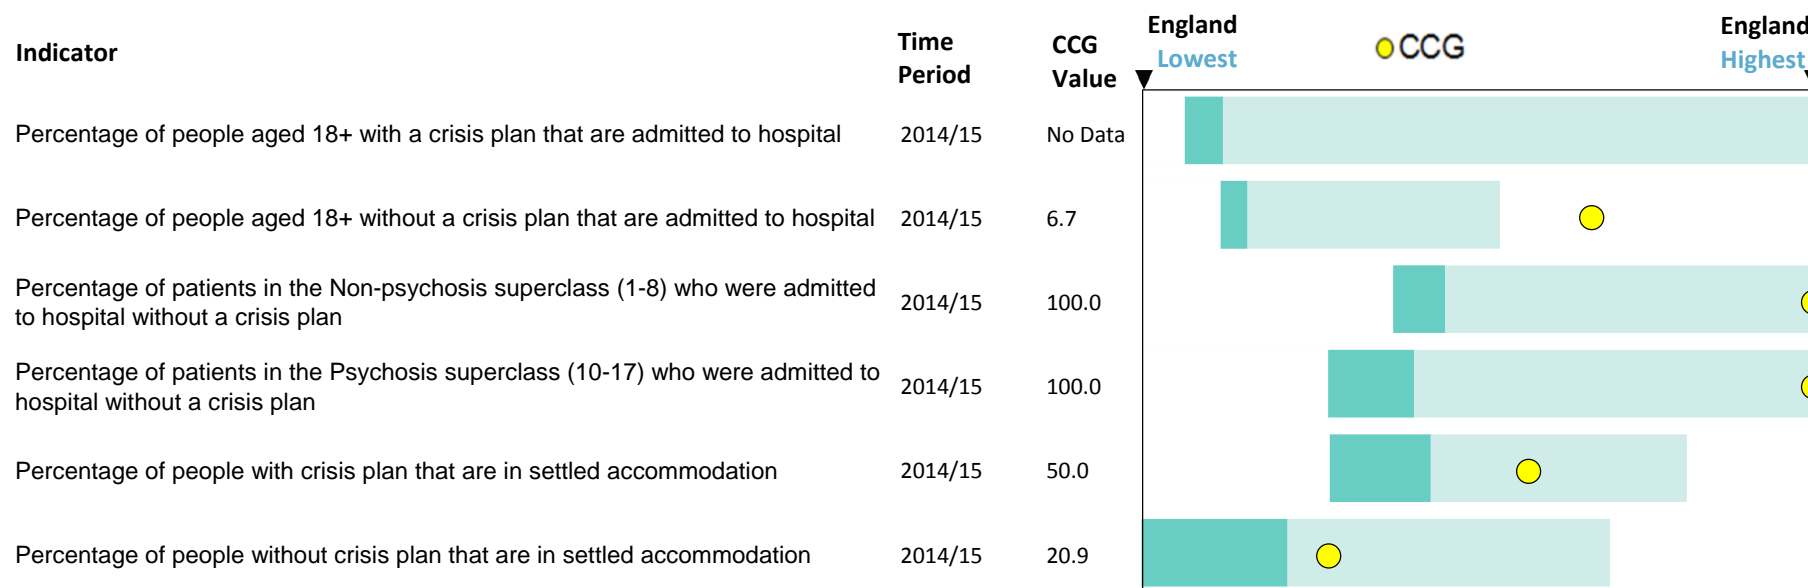 Indicator
Time Period
CCG Value
England Lowest
CCG
England Highest
Percentage of people aged 18+ with a crisis plan that are admitted to hospital 2014/15 No Data
Percentage of people aged 18+ without a crisis plan that are admitted to hospital 2014/15 6.7
Percentage of patients in the Non-psychosis superclass (1-8) who were admitted
to hospital without a crisis plan 2014/15 100.0
Percentage of patients in the Psychosis superclass (10-17) who were admitted to
hospital without a crisis plan 2014/15 100.0
Percentage of people with crisis plan that are in settled accommodation 2014/15 50.0
Percentage of people without crisis plan that are in settled accommodation 2014/15 20.9